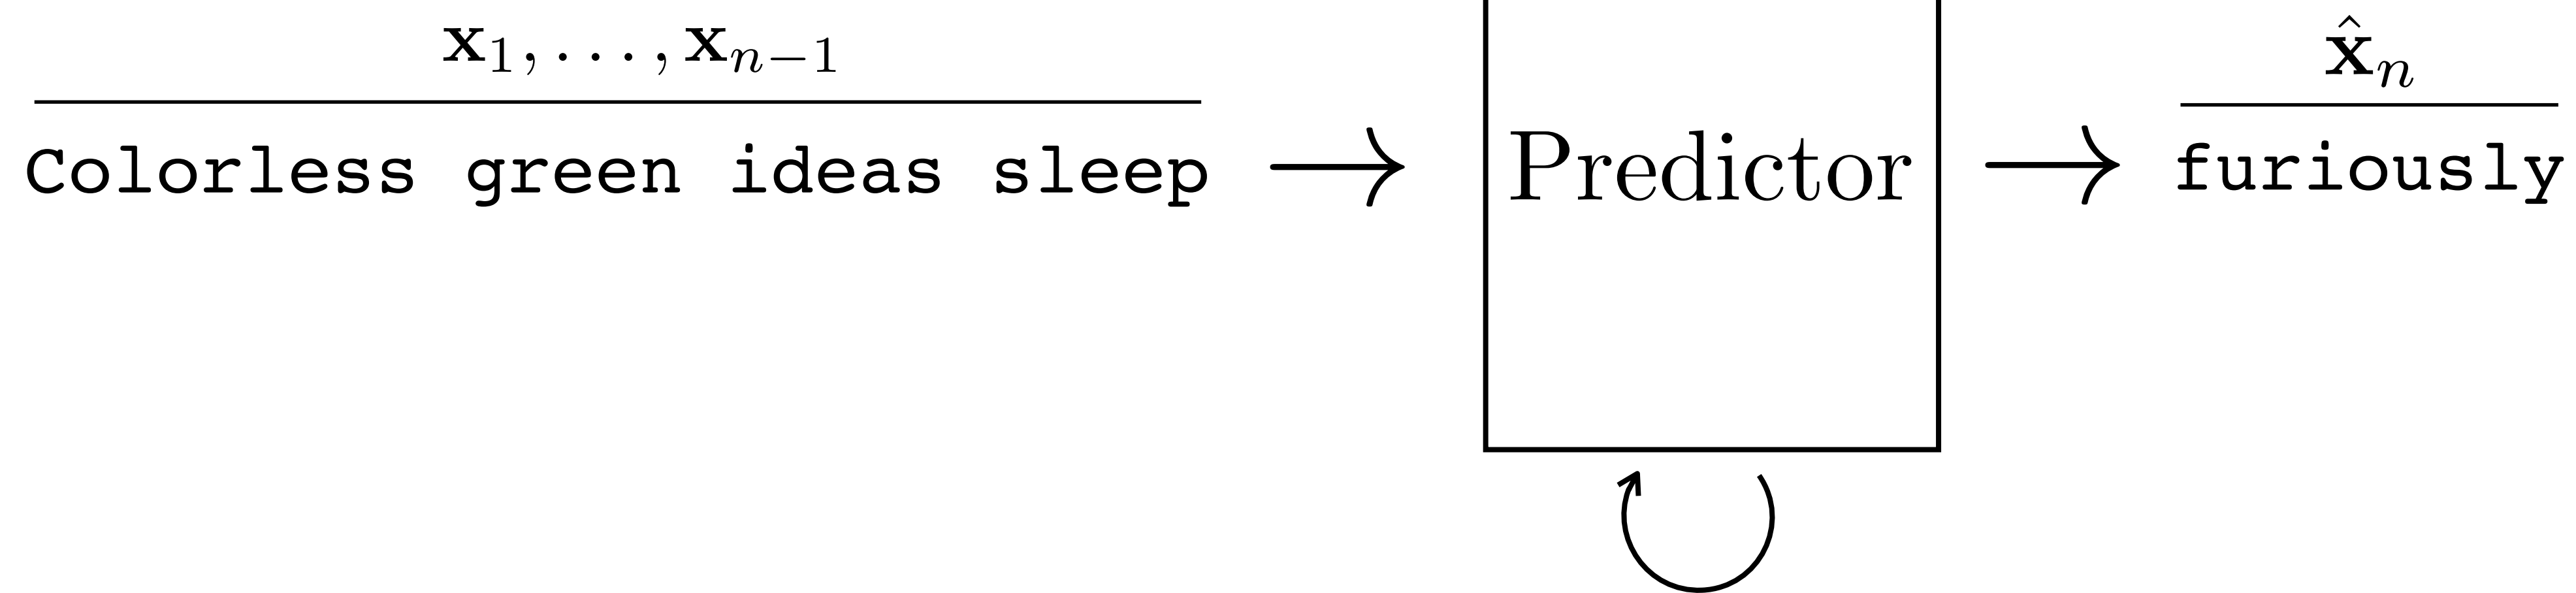 x₁, . . . , xₙ₋₁
Colorless green ideas sleep
Predictor
x̂ₙ
furiously